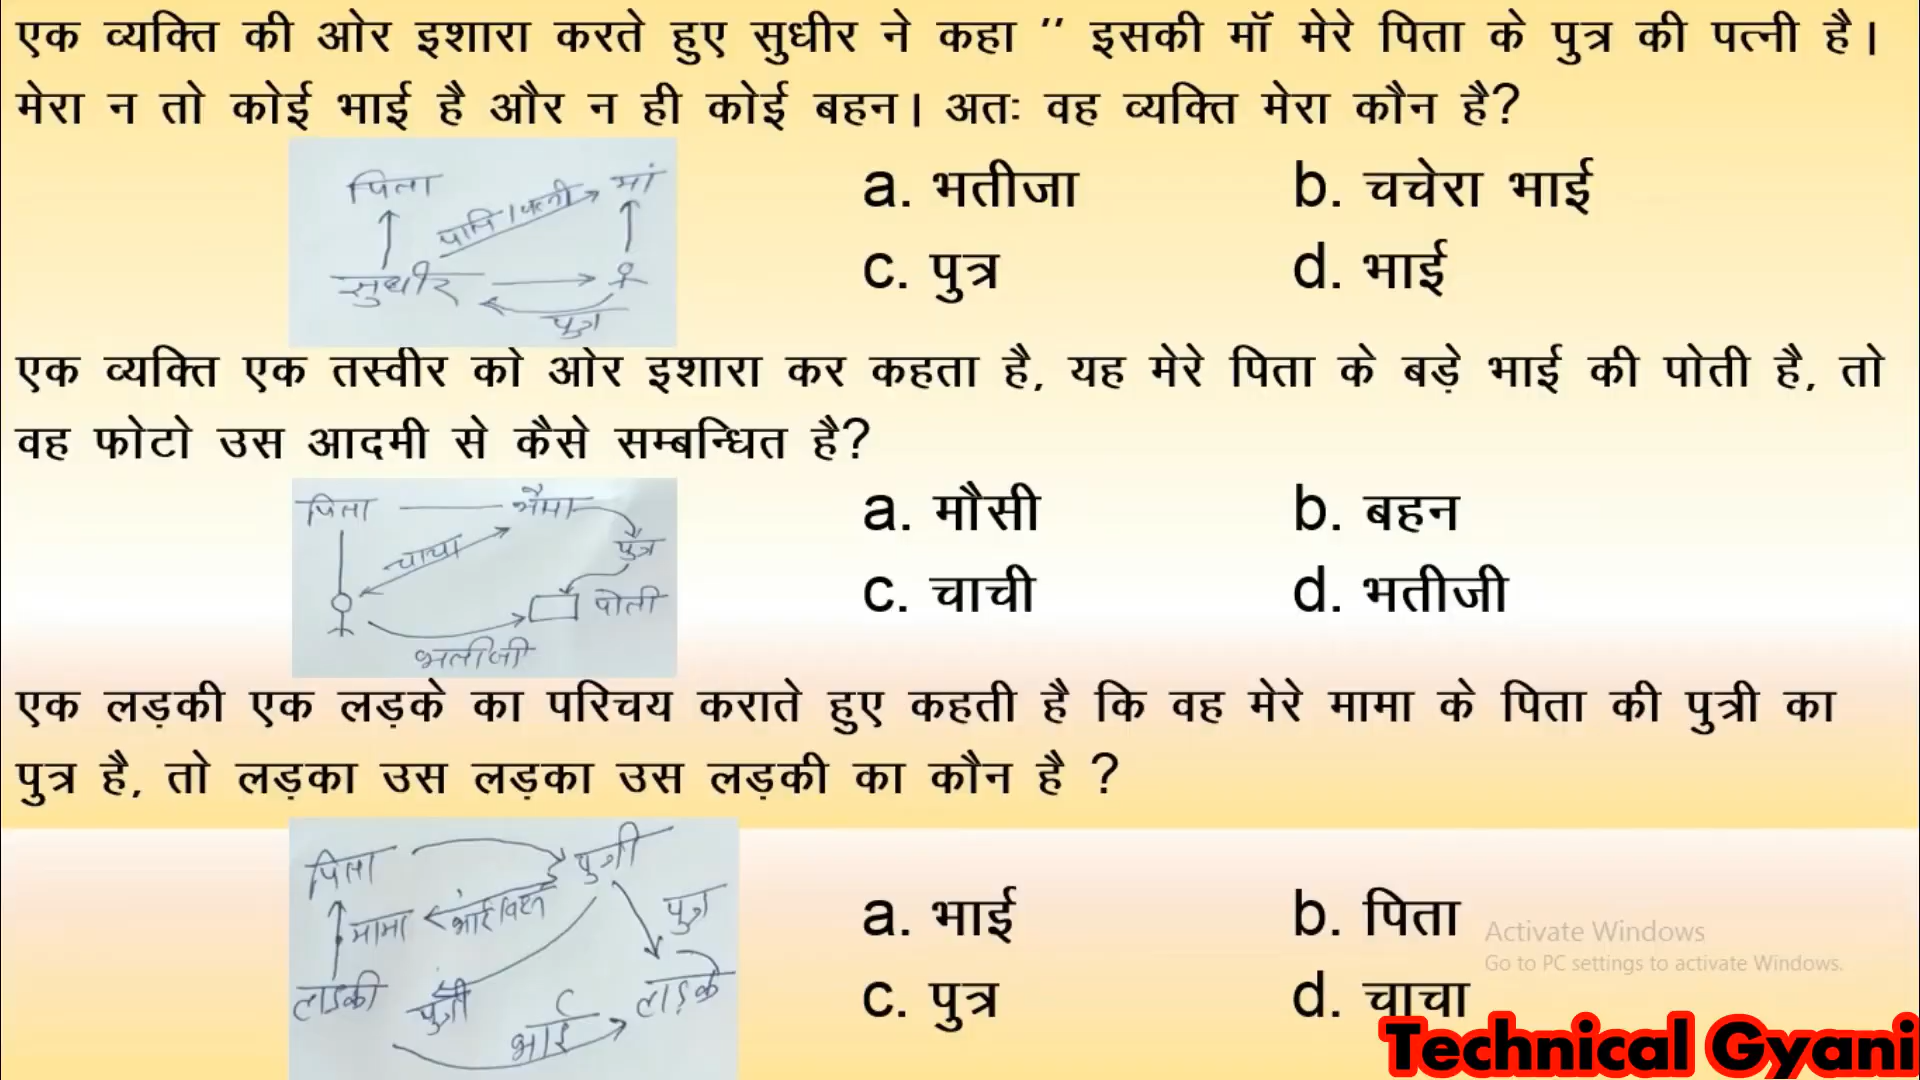 एक व्यक्ति की ओर इशारा करते हुए सुधीर ने कहा " इसकी मॉ मेरे पिता के पुत्र की पत्नी है।
मेरा न तो कोई भाई है और न ही कोई बहन। अतः वह व्यक्ति मेरा कौन है?
पिता मां
पति/पत्नी
सुधीर
पुत्र
a. भतीजा b. चचेरा भाई
c. पुत्र d. भाई
एक व्यक्ति एक तस्वीर को ओर इशारा कर कहता है, यह मेरे पिता के बड़े भाई की पोती है, तो
वह फोटो उस आदमी से कैसे सम्बन्धित है?
पिता भैया
चाचा पुत्र
पोती
भतीजी
a. मौसी b. बहन
c. चाची d. भतीजी
एक लड़की एक लड़के का परिचय कराते हुए कहती है कि वह मेरे मामा के पिता की पुत्री का
पुत्र है, तो लड़का उस लड़का उस लड़की का कौन है ?
पिता पुत्री
मामा पुत्र
लडकी पुत्री लड़के
भाई
a. भाई b. पिता
c. पुत्र d. चाचा
Activate Windows
Go to PC settings to activate Windows.
Technical Gyani